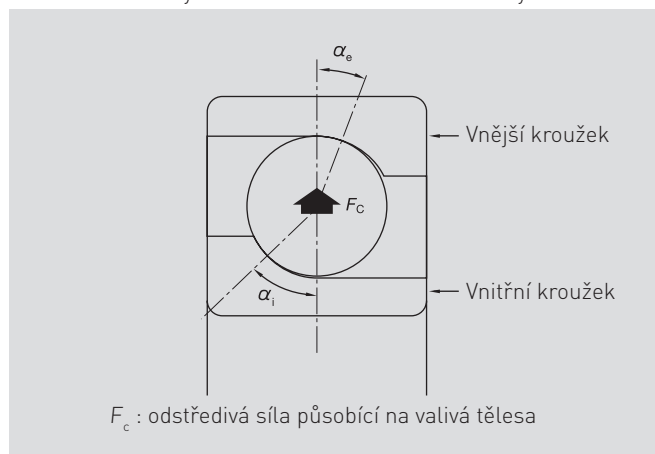 αe
Vnější kroužek
Fc
Vnitřní kroužek
αi
Fc : odstředivá síla působící na valivá tělesa